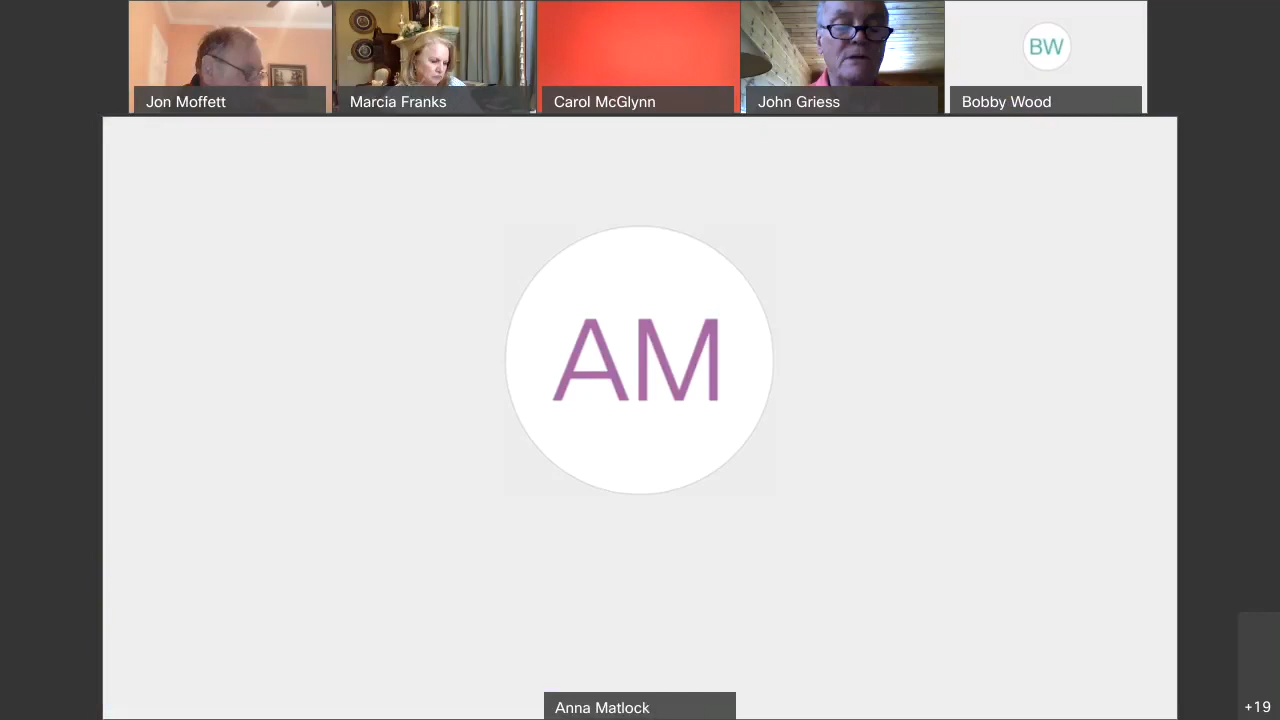 Jon Moffett
Marcia Franks
Carol McGlynn
John Griess
BW
Bobby Wood
AM
Anna Matlock
+19